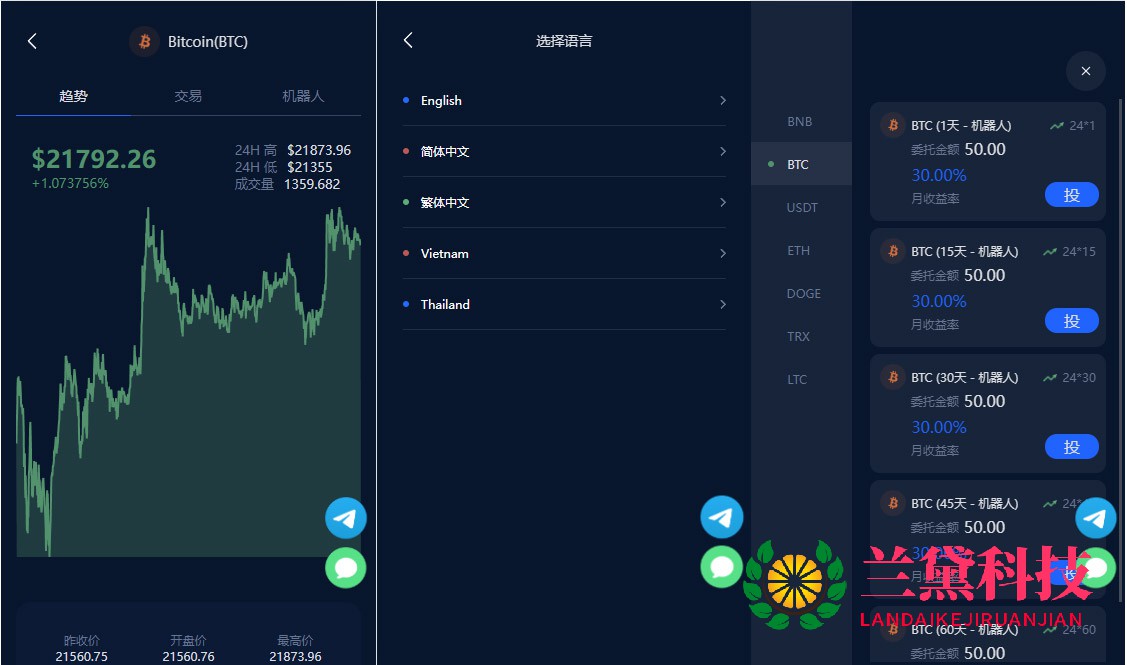 Bitcoin(BTC)
趋势
交易
机器人
$21792.26
+1.073756%
24H 高 $21873.96
24H 低 $21355
成交量 1359.682
昨收价
21560.75
开盘价
21560.76
最高价
21873.96
选择语言
English
简体中文
繁体中文
Vietnam
Thailand
BNB
BTC
USDT
ETH
DOGE
TRX
LTC
BTC (1天 - 机器人) 24*1
委托金额 50.00
30.00%
月收益率
投
BTC (15天 - 机器人) 24*15
委托金额 50.00
30.00%
月收益率
投
BTC (30天 - 机器人) 24*30
委托金额 50.00
30.00%
月收益率
投
BTC (45天 - 机器人)
委托金额 50.00
兰黛科技
LANDAIKEJIRUANJIAN
BTC (60天 - 机器人) 24*60
委托金额 50.00